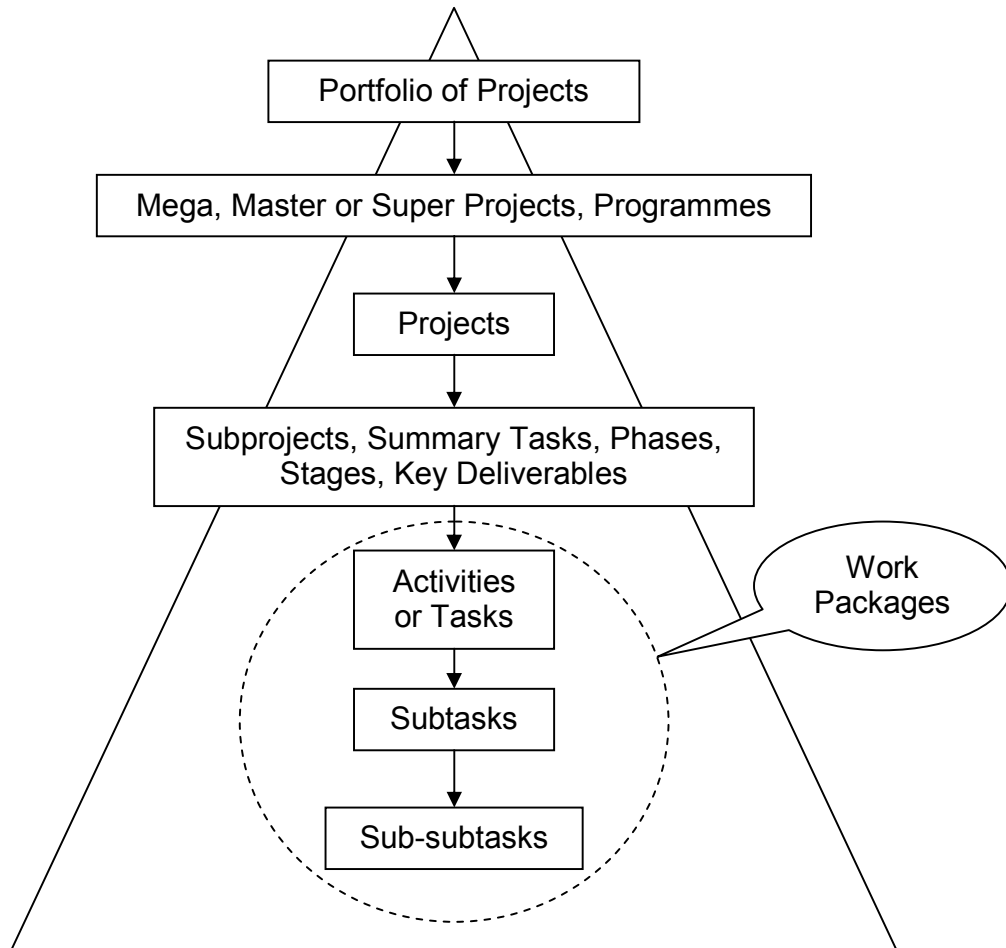 Portfolio of Projects
Mega, Master or Super Projects, Programmes
Projects
Subprojects, Summary Tasks, Phases,
Stages, Key Deliverables
Activities
or Tasks
Work
Packages
Subtasks
Sub-subtasks